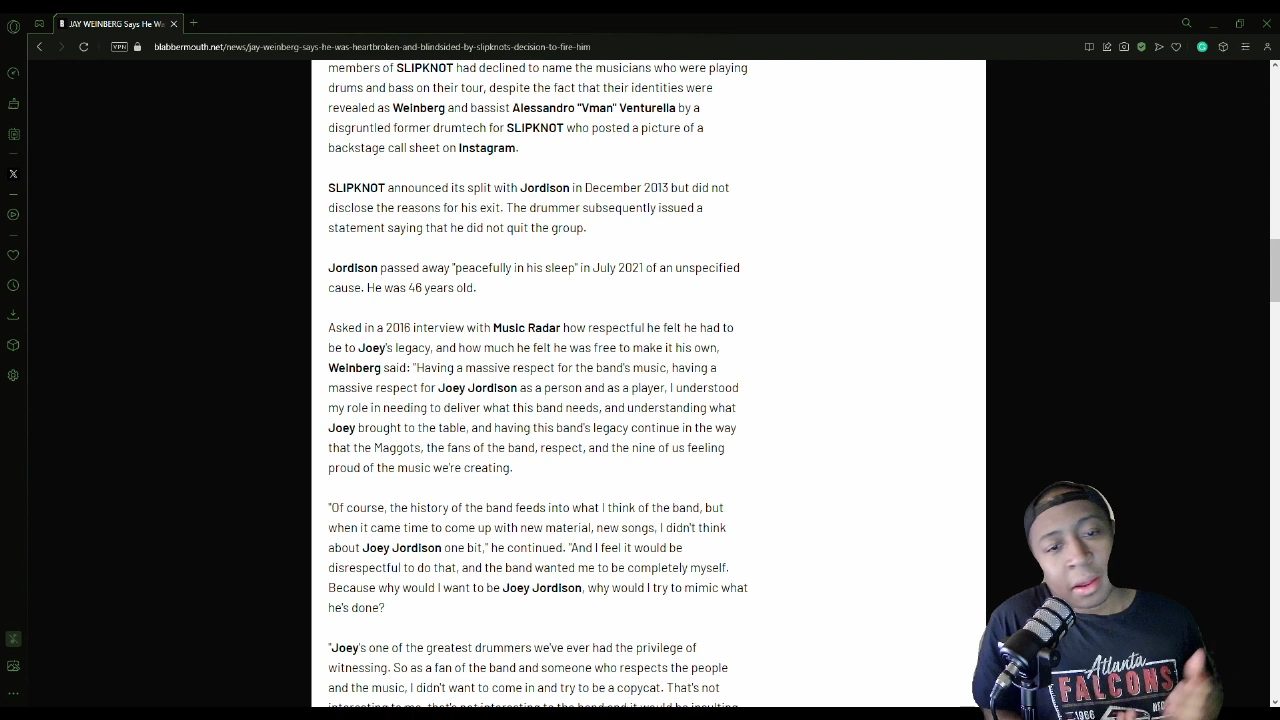 JAY WEINBERG Says He Wa
VPN
blabbermouth.net/news/jay-weinberg-says-he-was-heartbroken-and-blindsided-by-slipknots-decision-to-fire-him
members of SLIPKNOT had declined to name the musicians who were playing
drums and bass on their tour, despite the fact that their identities were
revealed as Weinberg and bassist Alessandro "Vman" Venturella by a
disgruntled former drumtech for SLIPKNOT who posted a picture of a
backstage call sheet on Instagram.
SLIPKNOT announced its split with Jordison in December 2013 but did not
disclose the reasons for his exit. The drummer subsequently issued a
statement saying that he did not quit the group.
Jordison passed away "peacefully in his sleep" in July 2021 of an unspecified
cause. He was 46 years old.
Asked in a 2016 interview with Music Radar how respectful he felt he had to
be to Joey's legacy, and how much he felt he was free to make it his own,
Weinberg said: "Having a massive respect for the band's music, having a
massive respect for Joey Jordison as a person and as a player, I understood
my role in needing to deliver what this band needs, and understanding what
Joey brought to the table, and having this band's legacy continue in the way
that the Maggots, the fans of the band, respect, and the nine of us feeling
proud of the music we're creating.
"Of course, the history of the band feeds into what I think of the band, but
when it came time to come up with new material, new songs, I didn't think
about Joey Jordison one bit," he continued. "And I feel it would be
disrespectful to do that, and the band wanted me to be completely myself.
Because why would I want to be Joey Jordison, why would I try to mimic what
he's done?
"Joey's one of the greatest drummers we've ever had the privilege of
witnessing. So as a fan of the band and someone who respects the people
and the music, I didn't want to come in and try to be a copycat. That's not
interesting to me, that's not interesting to the band and it would be insulting
Atlanta
FALCONS
1966